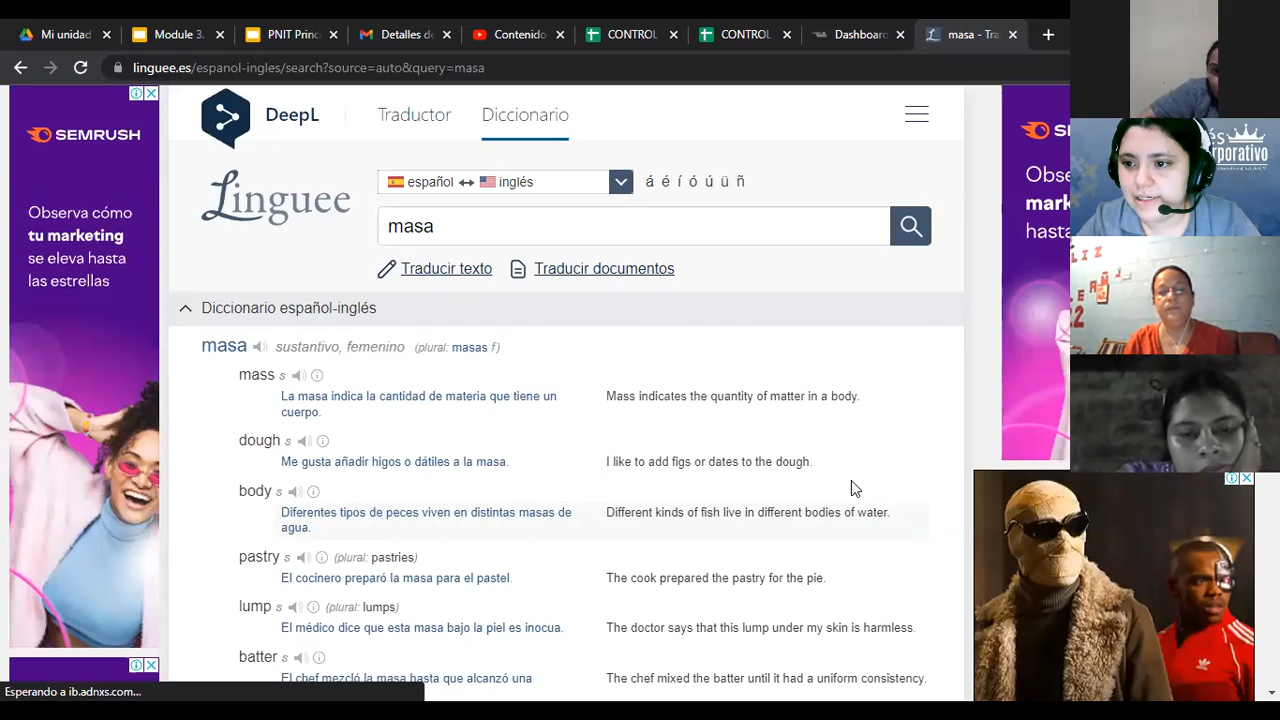 Mi unidad
Module 3.
PNIT Princ
Detalles de
Contenido
CONTROL
CONTROL
Dashboar
masa - Tra
linguee.es/espanol-ingles/search?source=auto&query=masa
SEMRUSH
Observa cómo
tu marketing
se eleva hasta
las estrellas
DeepL
Traductor
Diccionario
Linguee
español
inglés
á é í ó ú ü ñ
masa
Traducir texto
Traducir documentos
Diccionario español-inglés
masa sustantivo, femenino (plural: masas f)
mass s
La masa indica la cantidad de materia que tiene un
cuerpo.
Mass indicates the quantity of matter in a body.
dough s
Me gusta añadir higos o dátiles a la masa.
I like to add figs or dates to the dough.
body s
Diferentes tipos de peces viven en distintas masas de
agua.
Different kinds of fish live in different bodies of water.
pastry s (plural: pastries)
El cocinero preparó la masa para el pastel.
The cook prepared the pastry for the pie.
lump s (plural: lumps)
El médico dice que esta masa bajo la piel es inocua.
The doctor says that this lump under my skin is harmless.
batter s
El chef mezcló la masa hasta que alcanzó una
The chef mixed the batter until it had a uniform consistency.
Esperando a ib.adnxs.com...
Obse
mark
hasta
és
rporativo